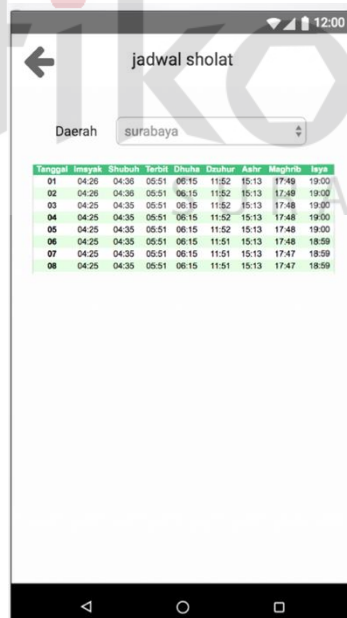 12:00
jadwal sholat
Daerah surabaya
Tanggal Imsyak Shubuh Terbit Dhuha Dzuhur Ashr Maghrib Isya
01 04:26 04:36 05:51 06:15 11:52 15:13 17:49 19:00
02 04:26 04:36 05:51 06:15 11:52 15:13 17:49 19:00
03 04:25 04:35 05:51 06:15 11:52 15:13 17:48 19:00
04 04:25 04:35 05:51 06:15 11:52 15:13 17:48 19:00
05 04:25 04:35 05:51 06:15 11:52 15:13 17:48 19:00
06 04:25 04:35 05:51 06:15 11:51 15:13 17:48 18:59
07 04:25 04:35 05:51 06:15 11:51 15:13 17:47 18:59
08 04:25 04:35 05:51 06:15 11:51 15:13 17:47 18:59